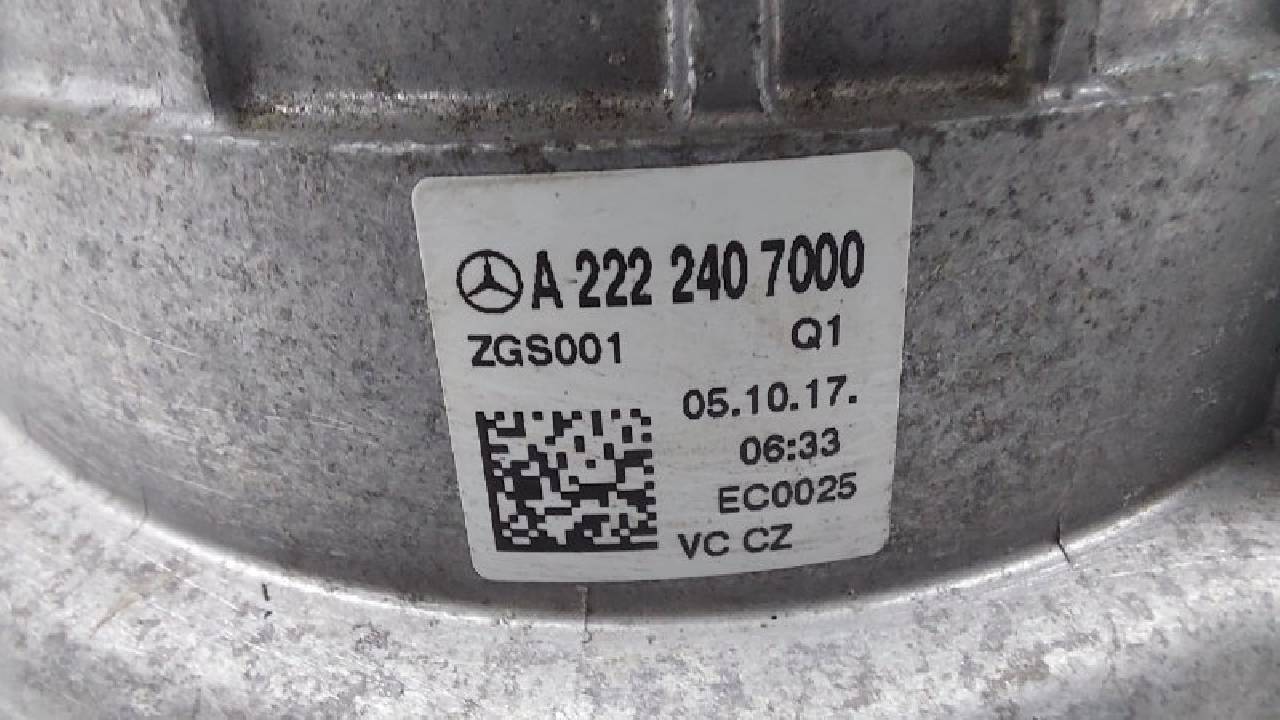 A 222 240 7000
ZGS001 Q1
05.10.17.
06:33
EC0025
VC CZ